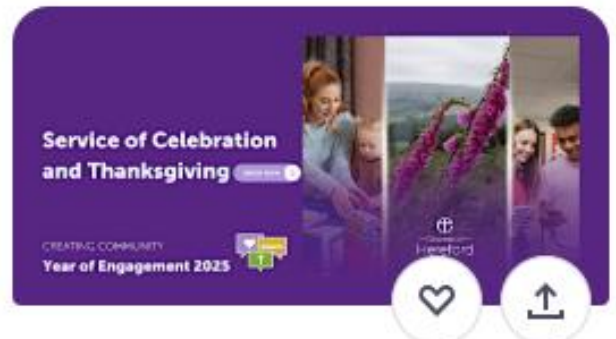 Service of Celebration
and Thanksgiving
CREATING COMMUNITY
Year of Engagement 2025
Hereford